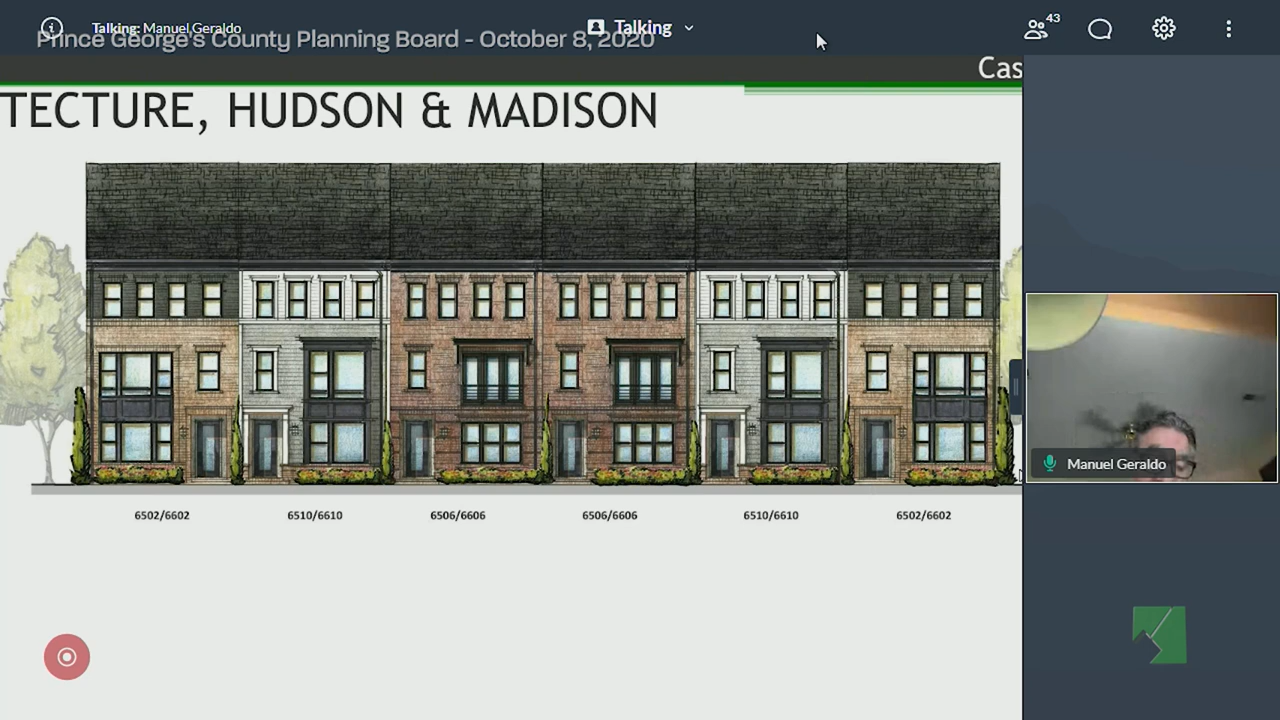 Talking: Manuel Geraldo
Talking
43
Prince George's County Planning Board - October 8, 2020
Cas
TECTURE, HUDSON & MADISON
Manuel Geraldo
6502/6602
6510/6610
6506/6606
6506/6606
6510/6610
6502/6602